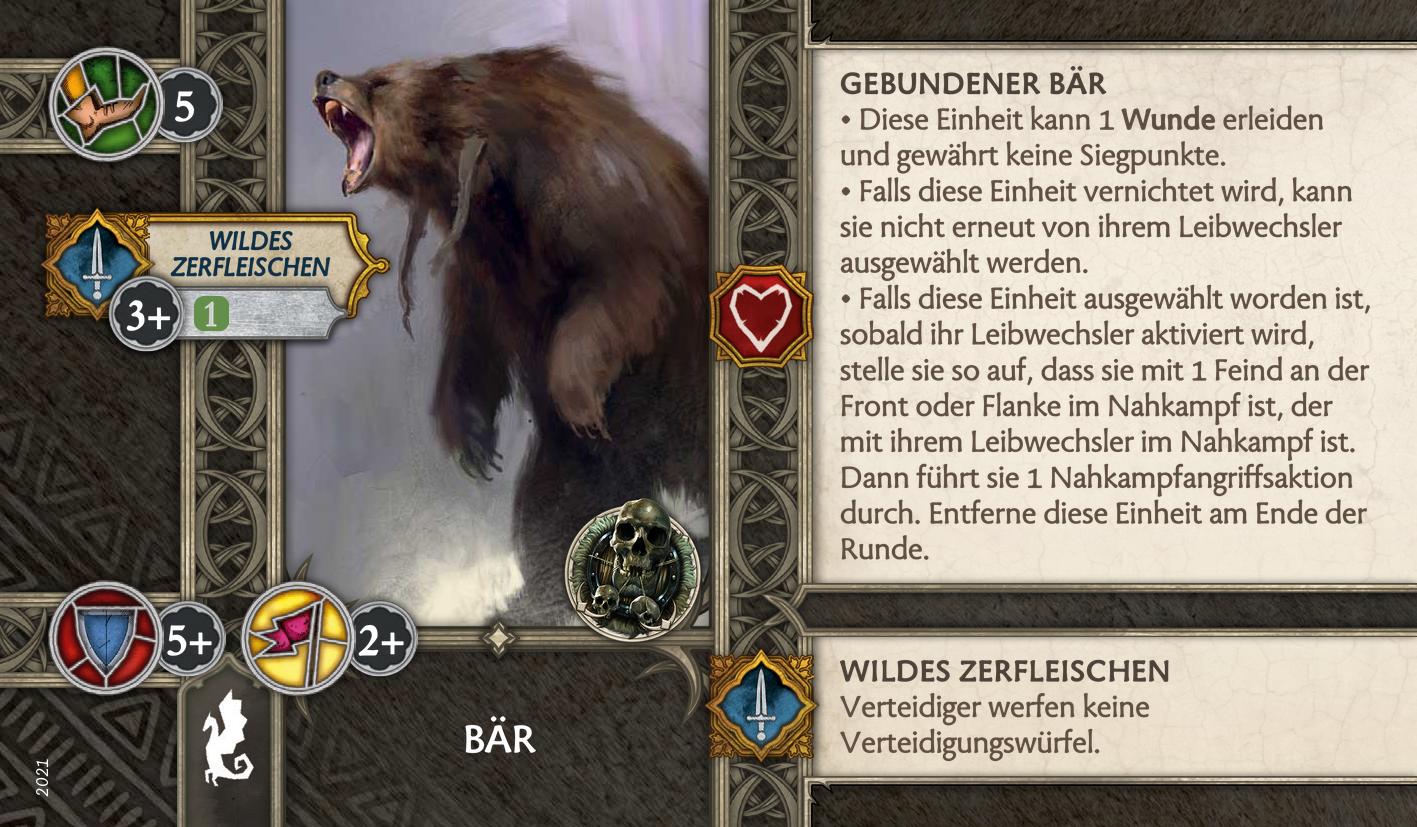 5
WILDES
ZERFLEISCHEN
3+
1
5+
2+
BÄR
2021
GEBUNDENER BÄR
• Diese Einheit kann 1 Wunde erleiden
und gewährt keine Siegpunkte.
• Falls diese Einheit vernichtet wird, kann
sie nicht erneut von ihrem Leibwechsler
ausgewählt werden.
• Falls diese Einheit ausgewählt worden ist,
sobald ihr Leibwechsler aktiviert wird,
stelle sie so auf, dass sie mit 1 Feind an der
Front oder Flanke im Nahkampf ist, der
mit ihrem Leibwechsler im Nahkampf ist.
Dann führt sie 1 Nahkampfangriffsaktion
durch. Entferne diese Einheit am Ende der
Runde.
WILDES ZERFLEISCHEN
Verteidiger werfen keine
Verteidigungswürfel.